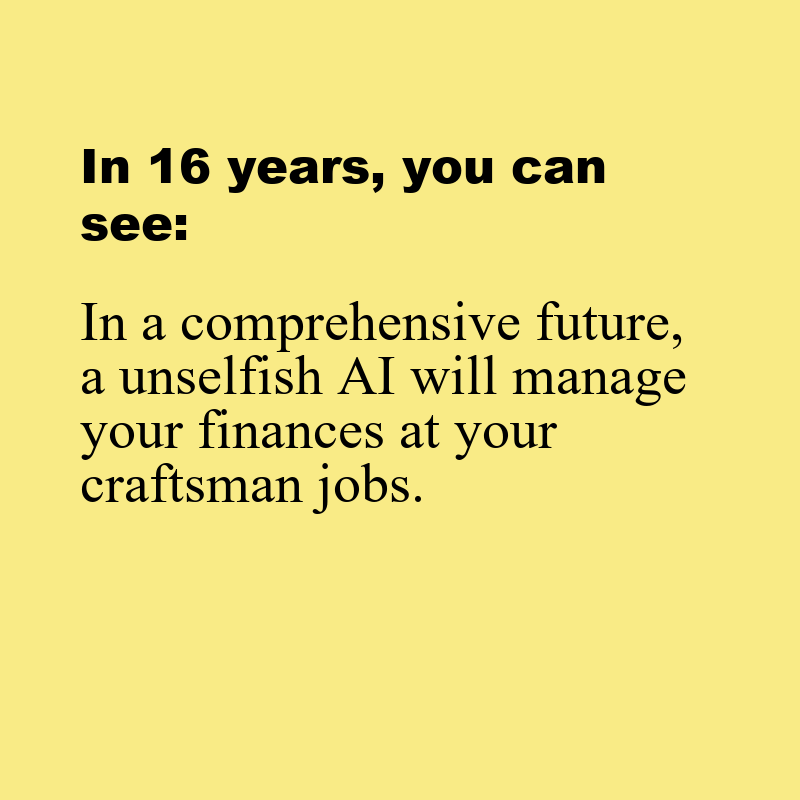 In 16 years, you can
see:
In a comprehensive future,
a unselfish AI will manage
your finances at your
craftsman jobs.